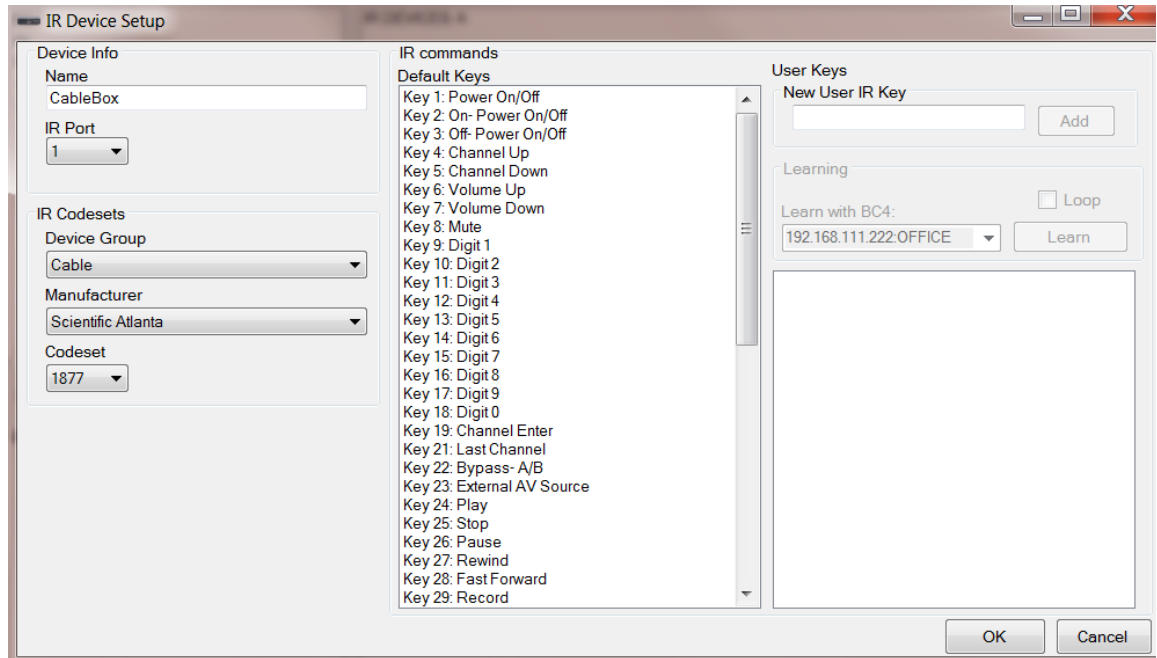 IR Device Setup
Device Info
Name
CableBox
IR Port
1
IR Codesets
Device Group
Cable
Manufacturer
Scientific Atlanta
Codeset
1877
IR commands
Default Keys
Key 1: Power On/Off
Key 2: On- Power On/Off
Key 3: Off- Power On/Off
Key 4: Channel Up
Key 5: Channel Down
Key 6: Volume Up
Key 7: Volume Down
Key 8: Mute
Key 9: Digit 1
Key 10: Digit 2
Key 11: Digit 3
Key 12: Digit 4
Key 13: Digit 5
Key 14: Digit 6
Key 15: Digit 7
Key 16: Digit 8
Key 17: Digit 9
Key 18: Digit 0
Key 19: Channel Enter
Key 21: Last Channel
Key 22: Bypass- A/B
Key 23: External AV Source
Key 24: Play
Key 25: Stop
Key 26: Pause
Key 27: Rewind
Key 28: Fast Forward
Key 29: Record
User Keys
New User IR Key
Add
Learning
Loop
Learn with BC4:
192.168.111.222:OFFICE
Learn
OK
Cancel